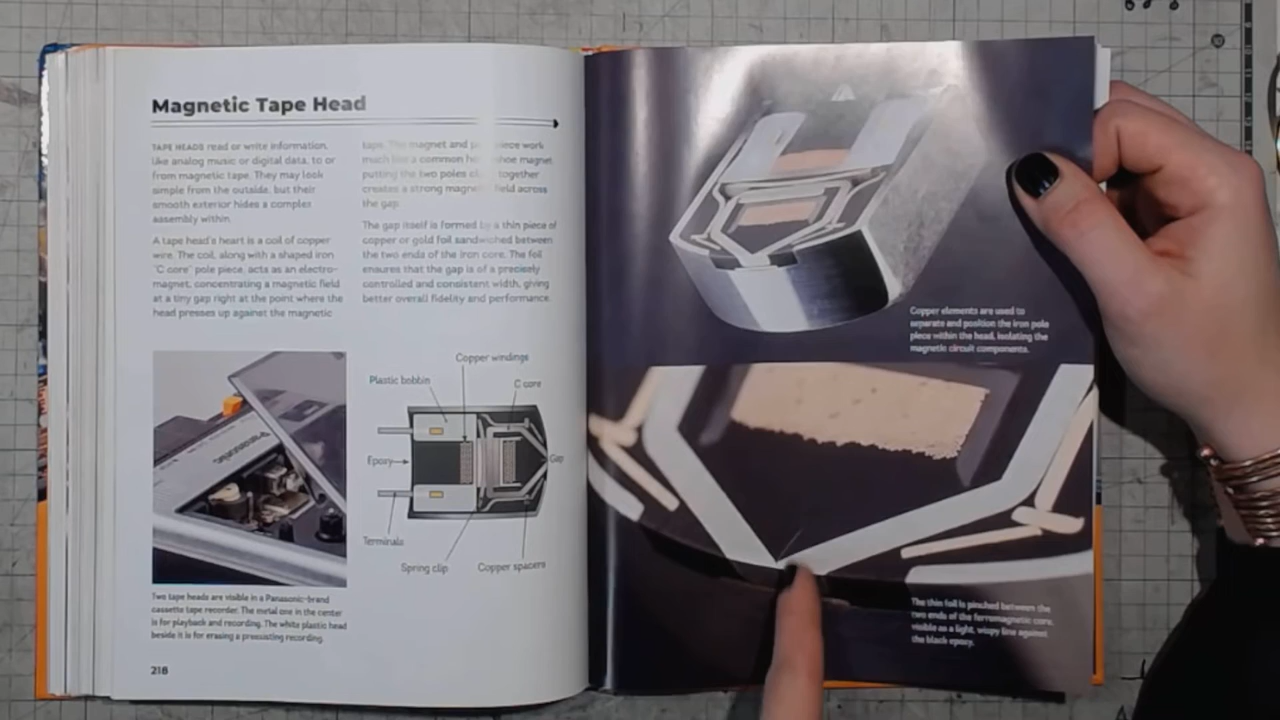 Magnetic Tape Head
TAPE HEADS read or write information,
like analog music or digital data, to or
from magnetic tape. They may look
simple from the outside, but their
smooth exterior hides a complex
assembly within.
A tape head's heart is a coil of copper
wire. The coil, along with a shaped iron
"C core" pole piece, acts as an electro-
magnet, concentrating a magnetic field
at a tiny gap right at the point where the
head presses up against the magnetic
tape. The magnet and piece work
much like a common magnet,
putting the two poles together
creates a strong field across
the gap.
The gap itself is formed by a thin piece of
copper or gold foil sandwiched between
the two ends of the iron core. The foil
ensures that the gap is of a precisely
controlled and consistent width, giving
better overall fidelity and performance.
Copper windings
Plastic bobbin
C core
Epoxy
Gap
Terminals
Spring clip
Copper spacers
Panasonic
Two tape heads are visible in a Panasonic-brand
cassette tape recorder. The metal one in the center
is for playback and recording. The white plastic head
beside it is for erasing a preexisting recording.
218
Copper elements are used to
separate and position the iron pole
piece within the head, isolating the
magnetic circuit components.
The thin foil is pinched between the
two ends of the ferromagnetic core,
visible as a light, wispy line against
the black epoxy.